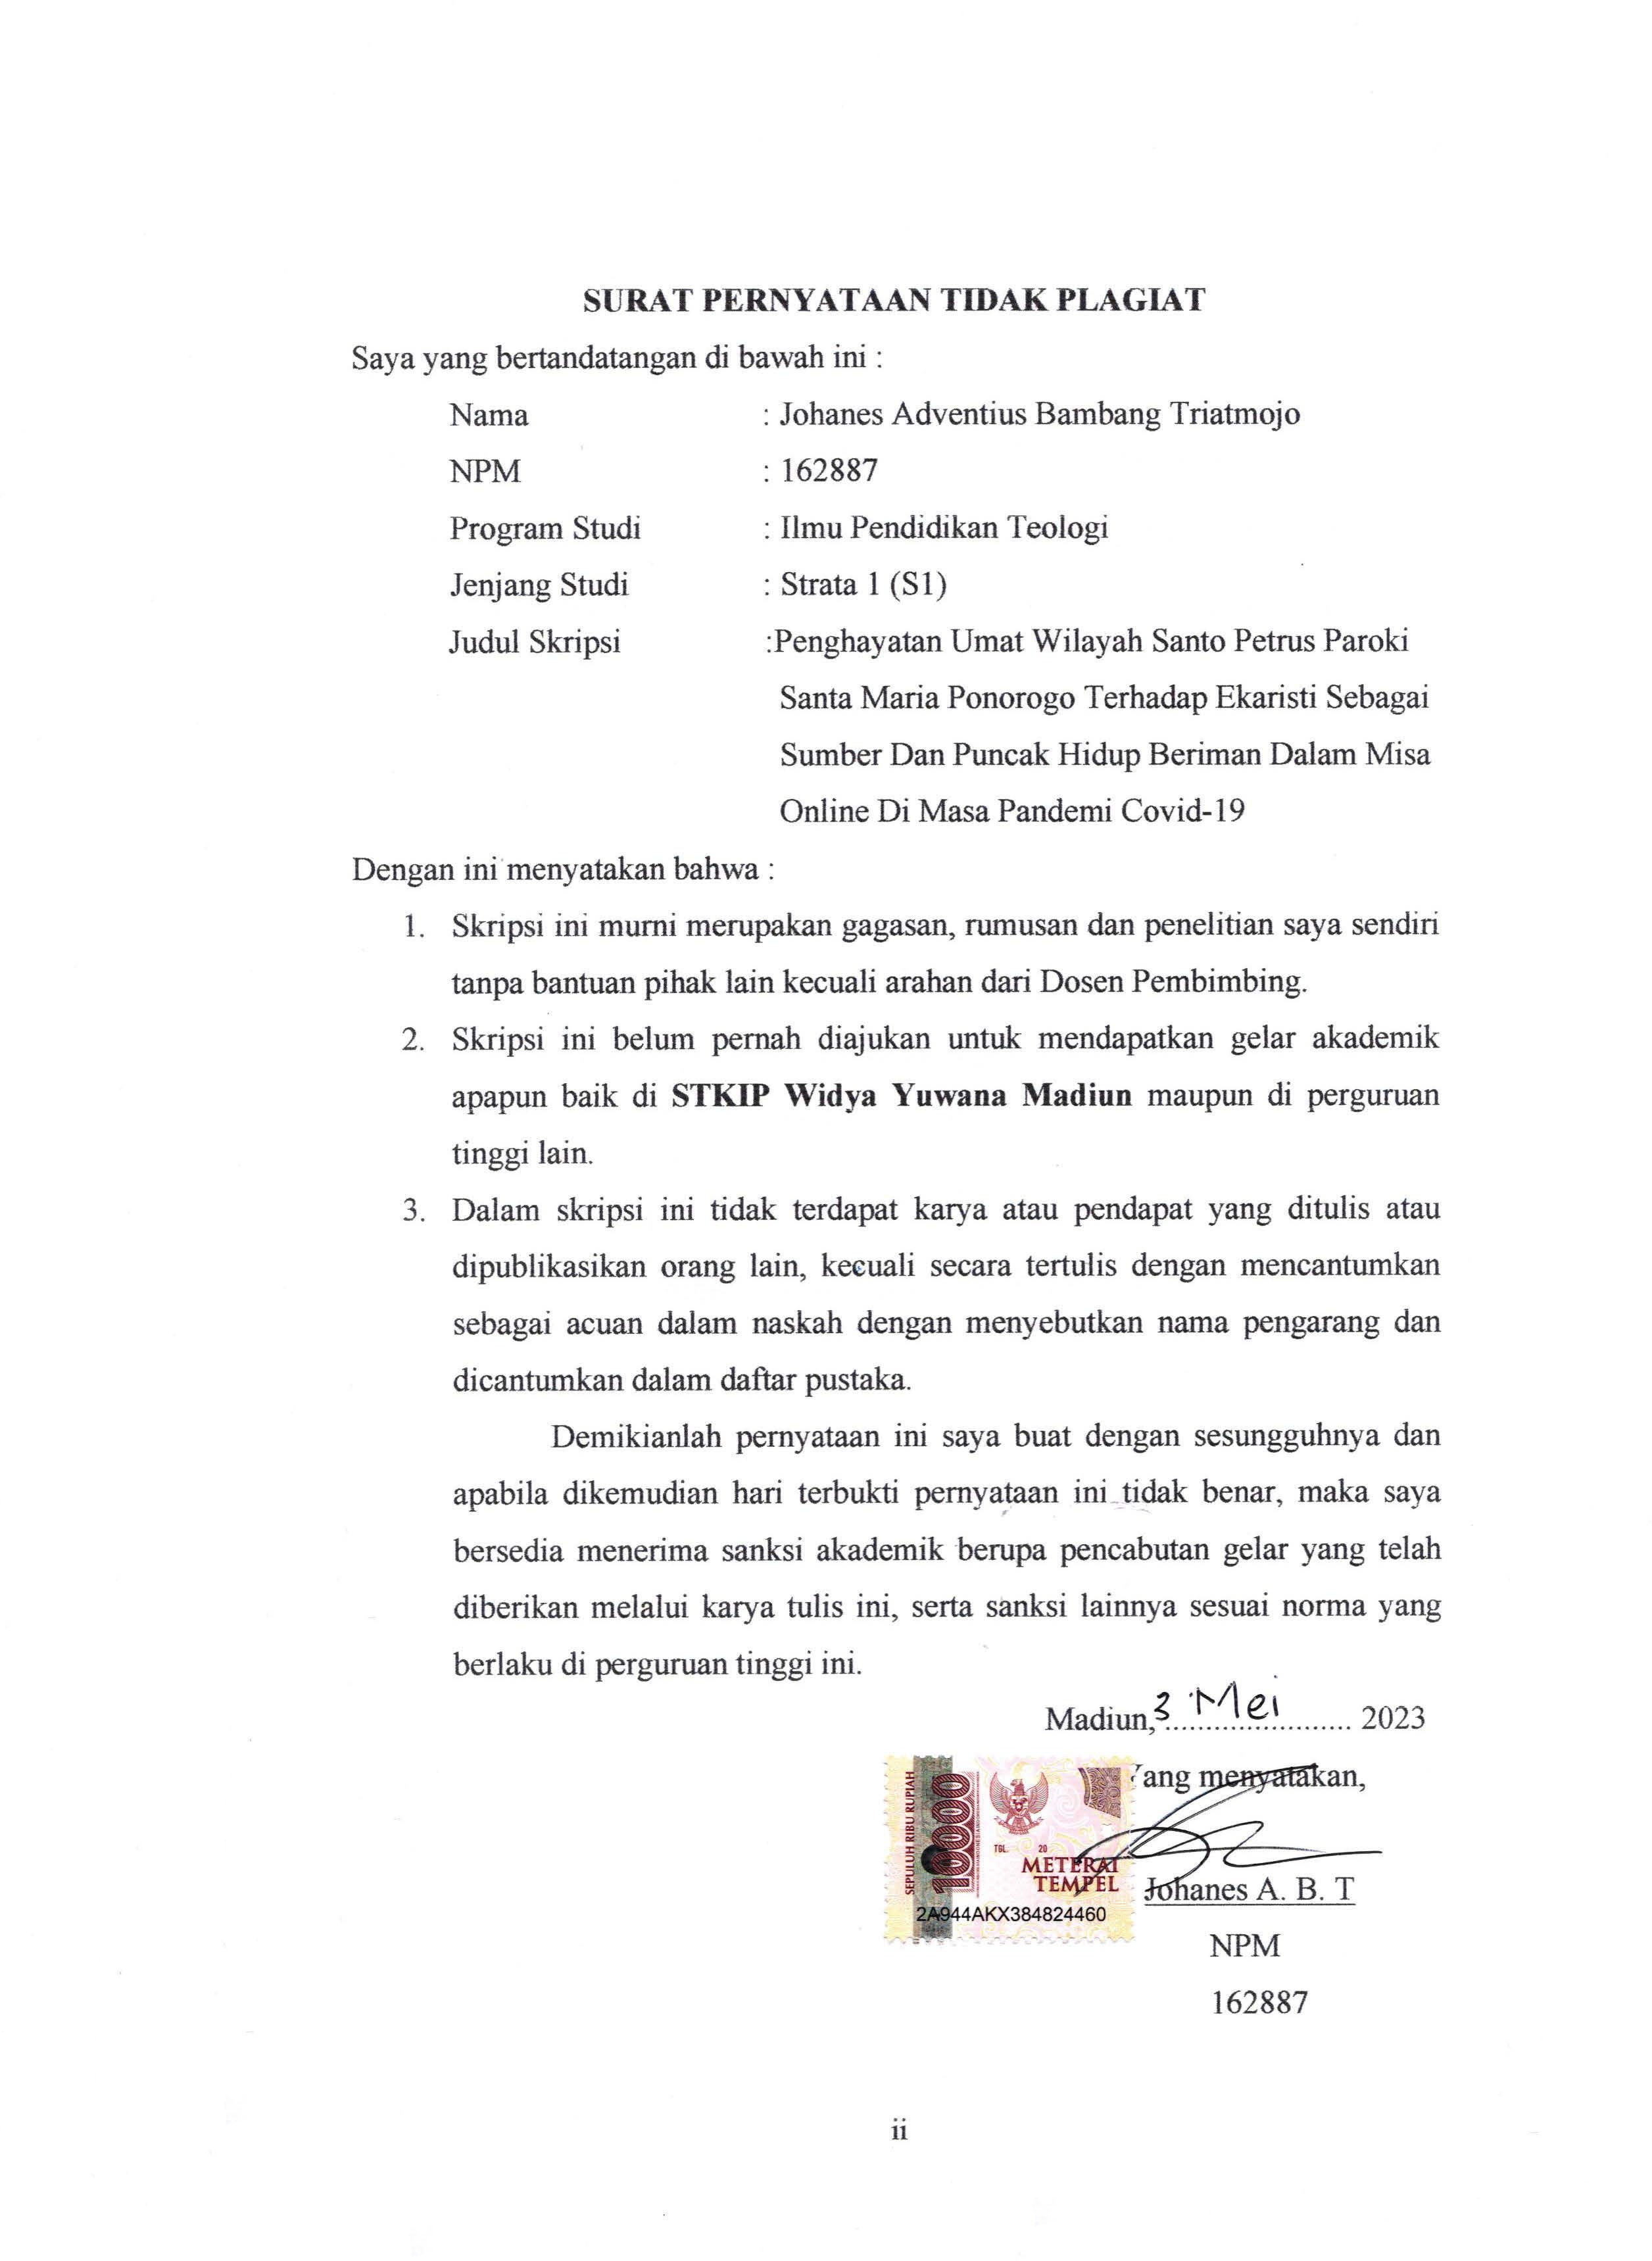 SURAT PERNYATAAN TIDAK PLAGIAT
Saya yang bertandatangan di bawah ini :
Nama : Johanes Adventius Bambang Triatmojo
NPM : 162887
Program Studi : Ilmu Pendidikan Teologi
Jenjang Studi : Strata 1 (S1)
Judul Skripsi :Penghayatan Umat Wilayah Santo Petrus Paroki
Santa Maria Ponorogo Terhadap Ekaristi Sebagai
Sumber Dan Puncak Hidup Beriman Dalam Misa
Online Di Masa Pandemi Covid-19
Dengan ini menyatakan bahwa :
1. Skripsi ini murni merupakan gagasan, rumusan dan penelitian saya sendiri
tanpa bantuan pihak lain kecuali arahan dari Dosen Pembimbing.
2. Skripsi ini belum pernah diajukan untuk mendapatkan gelar akademik
apapun baik di STKIP Widya Yuwana Madiun maupun di perguruan
tinggi lain.
3. Dalam skripsi ini tidak terdapat karya atau pendapat yang ditulis atau
dipublikasikan orang lain, kecuali secara tertulis dengan mencantumkan
sebagai acuan dalam naskah dengan menyebutkan nama pengarang dan
dicantumkan dalam daftar pustaka.
Demikianlah pernyataan ini saya buat dengan sesungguhnya dan
apabila dikemudian hari terbukti pernyataan ini tidak benar, maka saya
bersedia menerima sanksi akademik berupa pencabutan gelar yang telah
diberikan melalui karya tulis ini, serta sanksi lainnya sesuai norma yang
berlaku di perguruan tinggi ini.
Madiun, 3 Mei 2023
Yang menyatakan,
SEPULUH RIBU RUPIAH
10000
TGL. 20
METERAI
TEMPEL
2A944AKX384824460
Johanes A. B. T
NPM
162887
ii